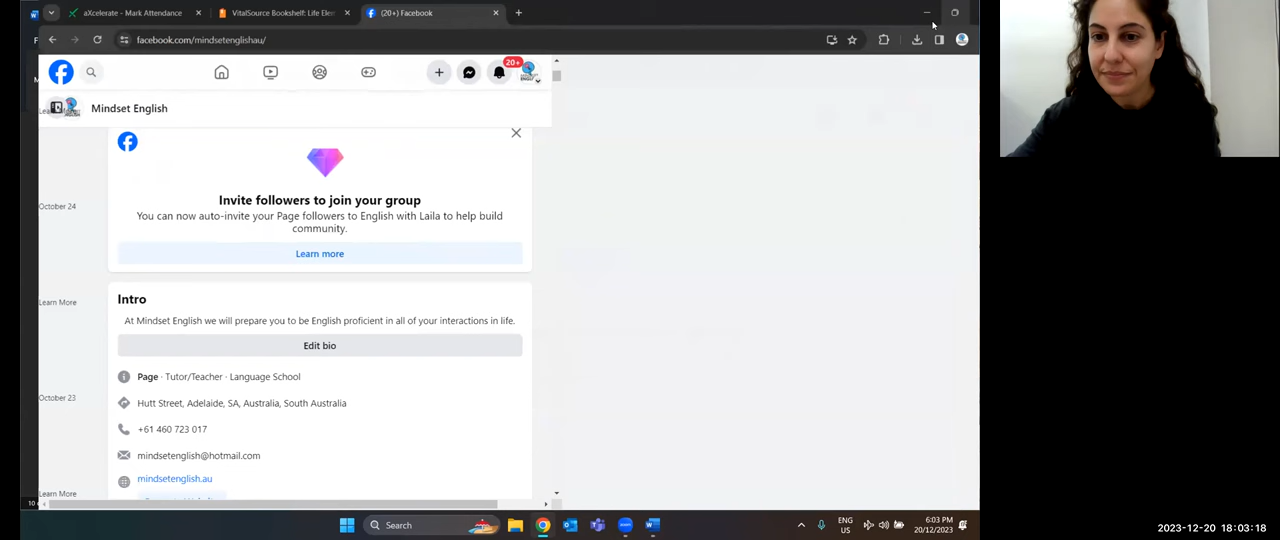 aXcelerate - Mark Attendance
VitalSource Bookshelf: Life Ele
(20+) Facebook
facebook.com/mindsetenglishau/
20+
Mindset English
Invite followers to join your group
You can now auto-invite your Page followers to English with Laila to help build
community.
October 24
Learn more
Intro
Learn More
At Mindset English we will prepare you to be English proficient in all of your interactions in life.
Edit bio
Page · Tutor/Teacher · Language School
October 23
Hutt Street, Adelaide, SA, Australia, South Australia
+61 460 723 017
mindsetenglish@hotmail.com
mindsetenglish.au
Learn More
10
Search
ENG
US
6:03 PM
20/12/2023
2023-12-20 18:03:18